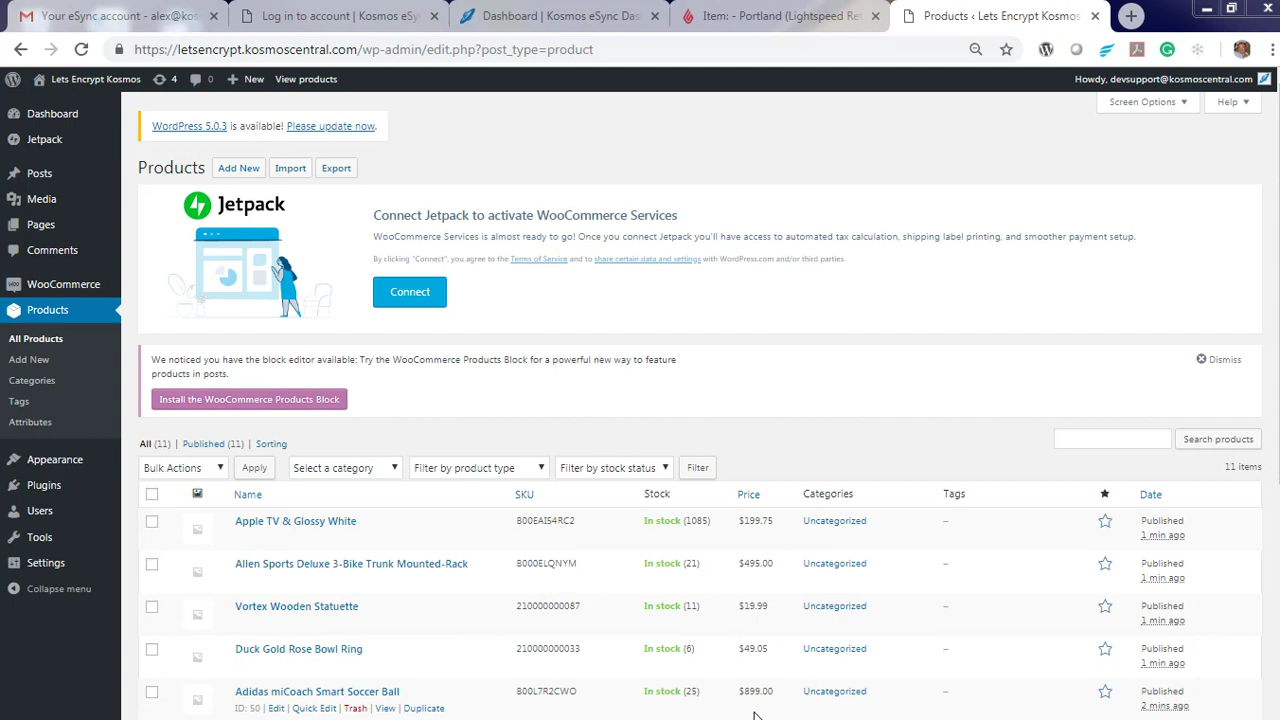 Your eSync account - alex@kos
Log in to account | Kosmos eSy
Dashboard | Kosmos eSync Das
Item: - Portland (Lightspeed Ret
Products ‹ Lets Encrypt Kosmos
https://letsencrypt.kosmoscentral.com/wp-admin/edit.php?post_type=product
Lets Encrypt Kosmos 4 0 New View products Howdy, devsupport@kosmoscentral.com
Screen Options Help
Dashboard
Jetpack
Posts
Media
Pages
Comments
WooCommerce
Products
All Products
Add New
Categories
Tags
Attributes
Appearance
Plugins
Users
Tools
Settings
Collapse menu
WordPress 5.0.3 is available! Please update now.
Products Add New Import Export
Jetpack
Connect Jetpack to activate WooCommerce Services
WooCommerce Services is almost ready to go! Once you connect Jetpack you'll have access to automated tax calculation, shipping label printing, and smoother payment setup.
By clicking "Connect", you agree to the Terms of Service and to share certain data and settings with WordPress.com and/or third parties.
Connect
We noticed you have the block editor available: Try the WooCommerce Products Block for a powerful new way to feature
products in posts.
Dismiss
Install the WooCommerce Products Block
All (11) | Published (11) | Sorting
Search products
Bulk Actions Apply Select a category Filter by product type Filter by stock status Filter 11 items
Name SKU Stock Price Categories Tags Date
Apple TV & Glossy White B00EAIS4RC2 In stock (1085) $199.75 Uncategorized – Published
1 min ago
Allen Sports Deluxe 3-Bike Trunk Mounted-Rack B000ELQNYM In stock (21) $495.00 Uncategorized – Published
1 min ago
Vortex Wooden Statuette 210000000087 In stock (11) $19.99 Uncategorized – Published
1 min ago
Duck Gold Rose Bowl Ring 210000000033 In stock (6) $49.05 Uncategorized – Published
1 min ago
Adidas miCoach Smart Soccer Ball B00L7R2CWO In stock (25) $899.00 Uncategorized – Published
ID: 50 | Edit | Quick Edit | Trash | View | Duplicate 2 mins ago